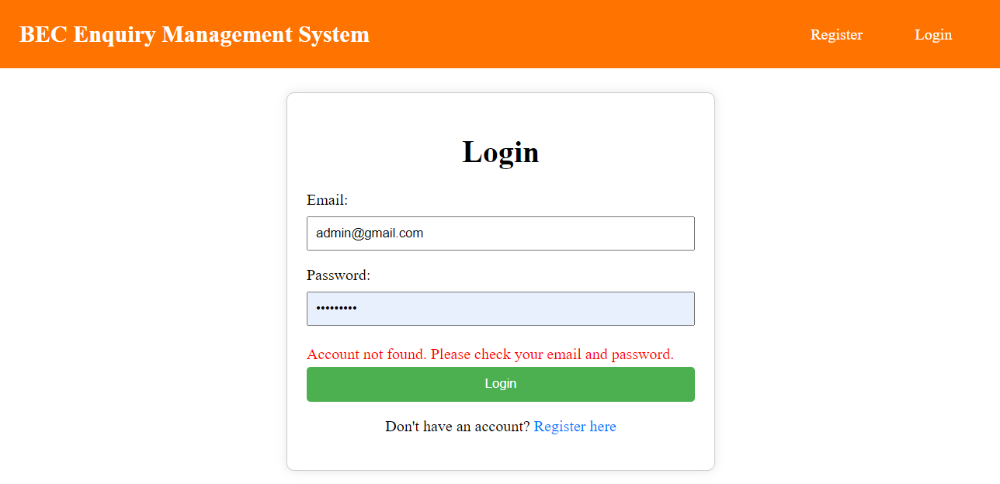 BEC Enquiry Management System
Register
Login
Login
Email:
admin@gmail.com
Password:
•••••••••
Account not found. Please check your email and password.
Login
Don't have an account? Register here